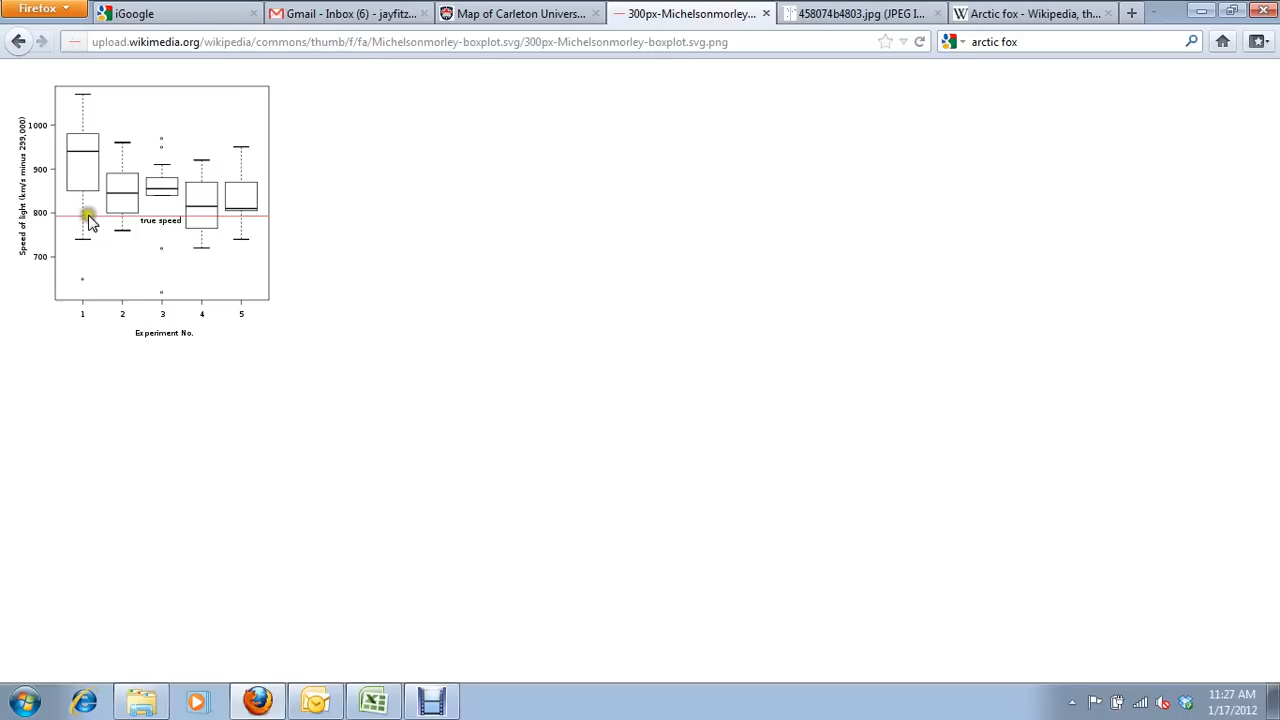 Firefox
iGoogle
Gmail - Inbox (6) - jayfitz...
Map of Carleton Univers...
300px-Michelsonmorley...
458074b4803.jpg (JPEG I...
Arctic fox - Wikipedia, th...
upload.wikimedia.org/wikipedia/commons/thumb/f/fa/Michelsonmorley-boxplot.svg/300px-Michelsonmorley-boxplot.svg.png
arctic fox
Speed of light (km/s minus 299,000)
1000
900
800
700
true speed
1 2 3 4 5
Experiment No.
11:27 AM
1/17/2012